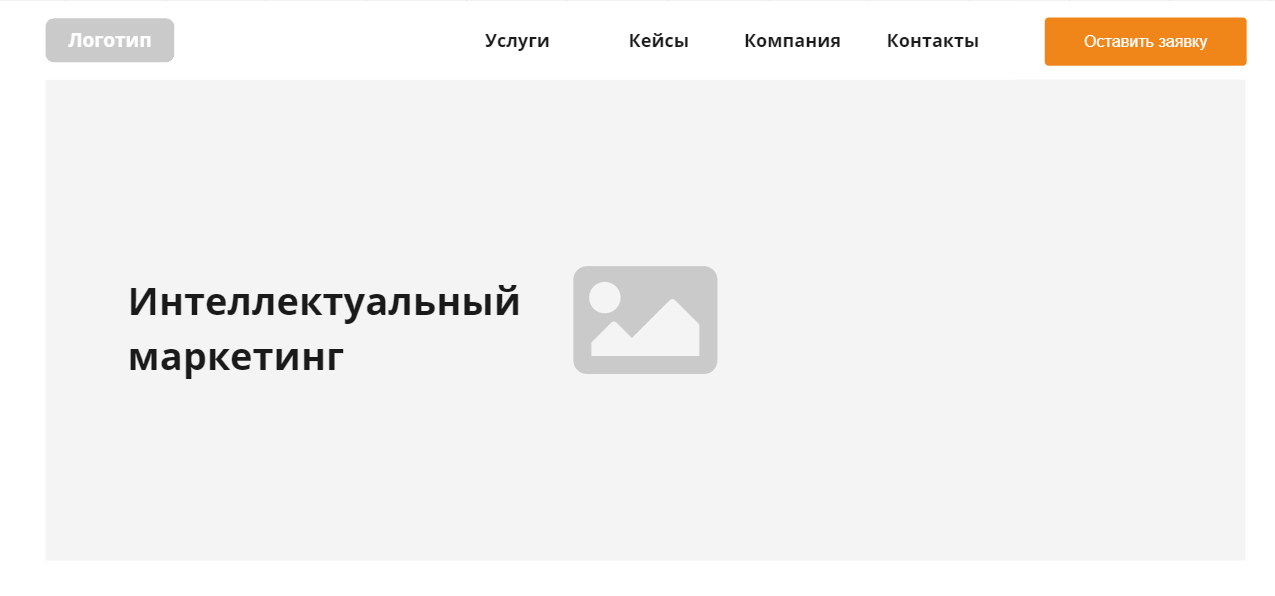 Логотип
Услуги Кейсы Компания Контакты
Оставить заявку
Интеллектуальный
маркетинг